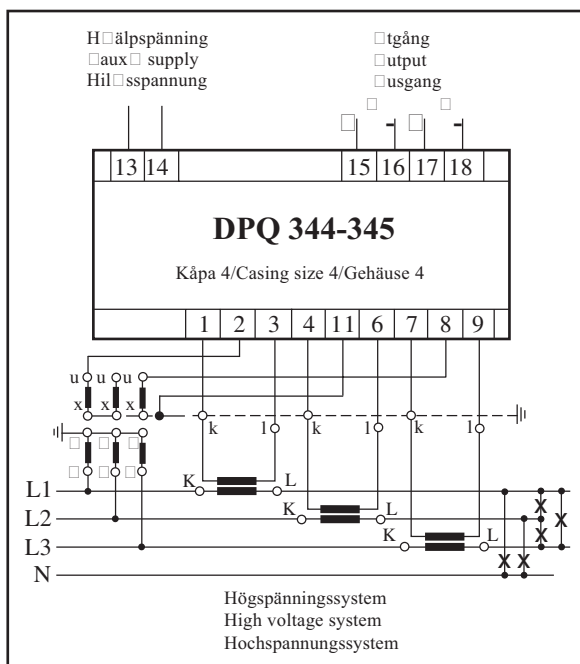 H□älpspänning
□aux□ supply
Hil□sspannung
□tgång
□utput
□usgang
□ □
□ - □ -
13 14 15 16 17 18
DPQ 344-345
Kåpa 4/Casing size 4/Gehäuse 4
1 2 3 4 11 6 7 8 9
u u u
x x x
k l k l k l
□ □ □
□ □ □
K L
L1
K L
L2
K L
L3
N
X X X X X
Högspänningssystem
High voltage system
Hochspannungssystem